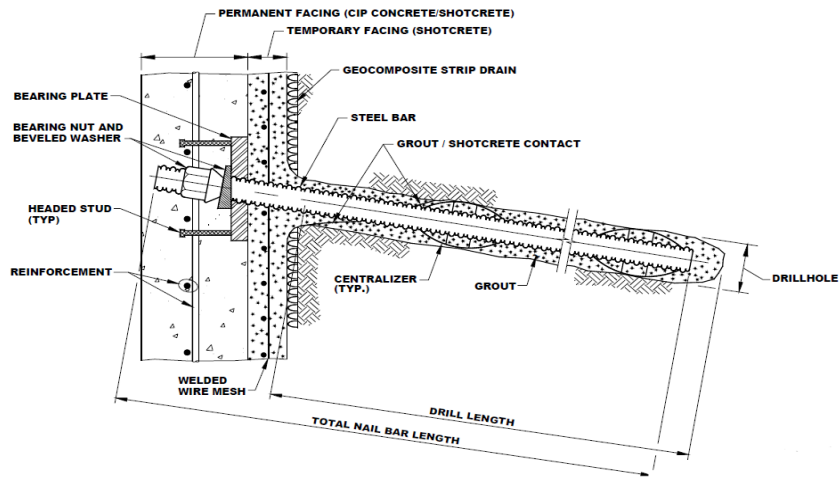 PERMANENT FACING (CIP CONCRETE/SHOTCRETE)
TEMPORARY FACING (SHOTCRETE)
GEOCOMPOSITE STRIP DRAIN
BEARING PLATE
STEEL BAR
BEARING NUT AND
BEVELED WASHER
GROUT / SHOTCRETE CONTACT
HEADED STUD
(TYP)
REINFORCEMENT
CENTRALIZER
(TYP.)
GROUT
DRILLHOLE
WELDED
WIRE MESH
DRILL LENGTH
TOTAL NAIL BAR LENGTH